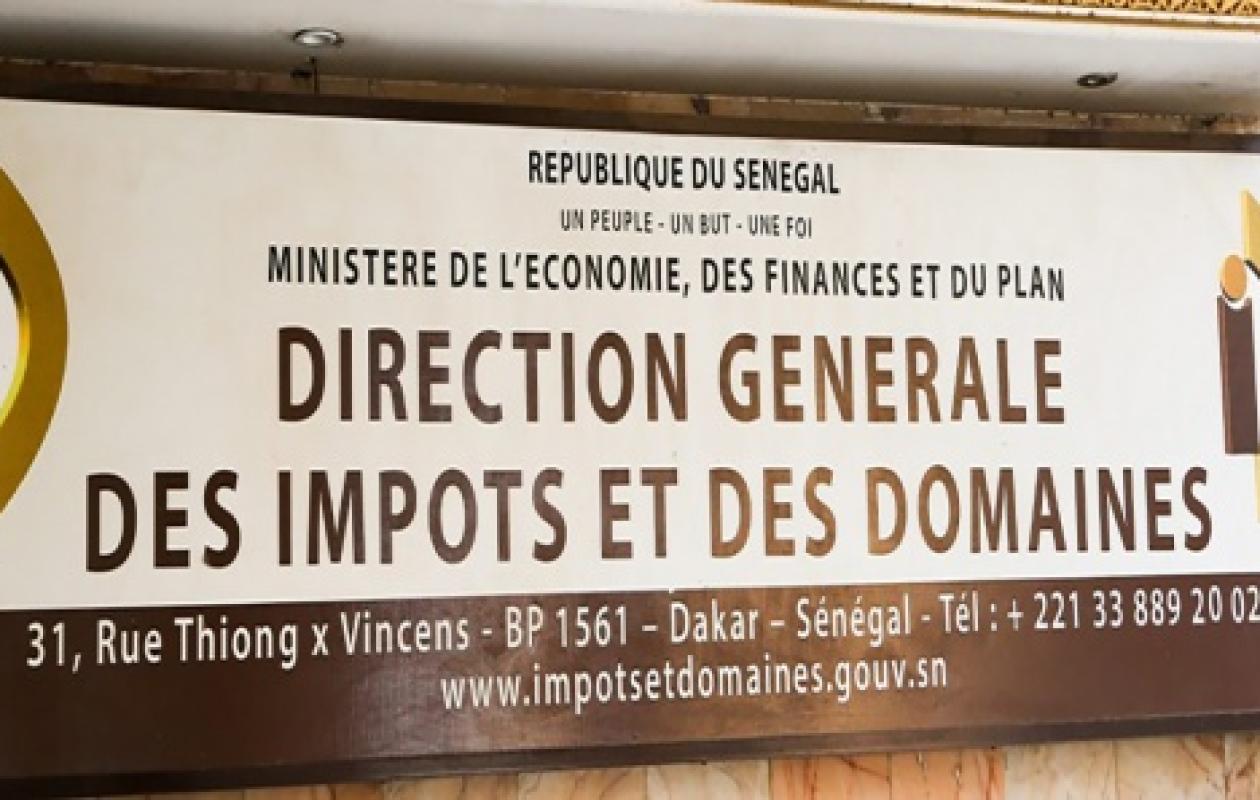 REPUBLIQUE DU SENEGAL
UN PEUPLE - UN BUT - UNE FOI
MINISTERE DE L'ECONOMIE, DES FINANCES ET DU PLAN
DIRECTION GENERALE
DES IMPOTS ET DES DOMAINES
31, Rue Thiong x Vincens - BP 1561 – Dakar – Sénégal - Tél : + 221 33 889 20 02
www.impotsetdomaines.gouv.sn